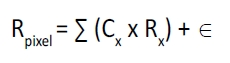 R_pixel = ∑ (C_x x R_x) + ∈